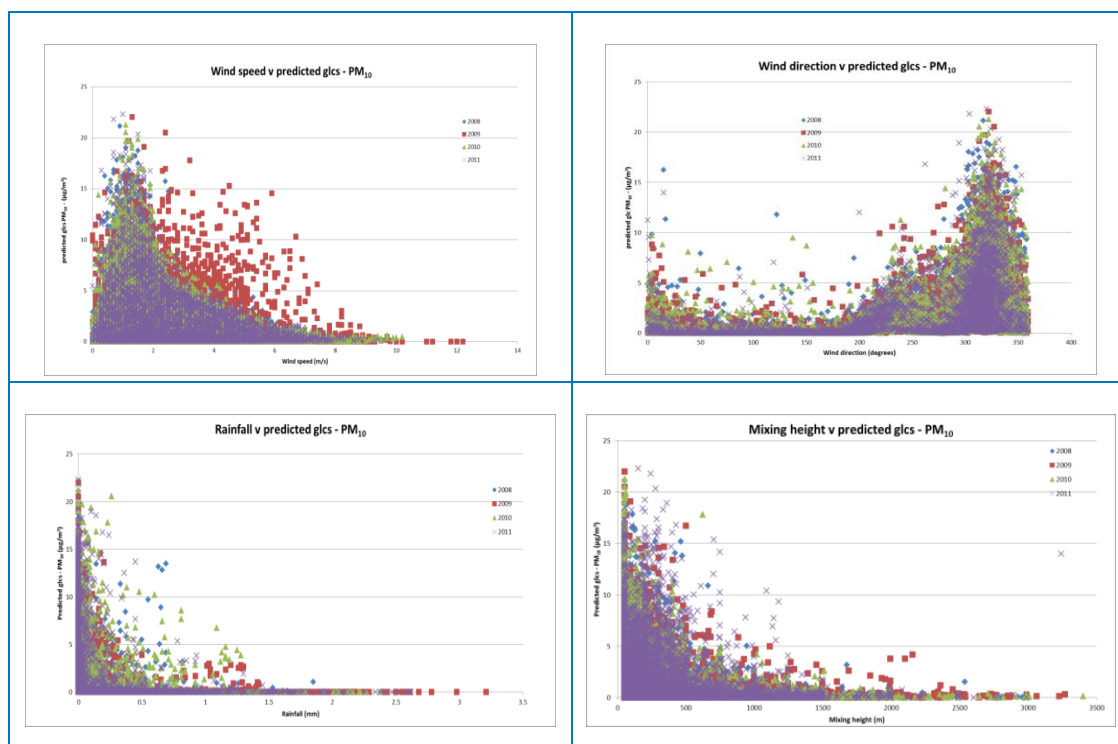 Wind speed v predicted glcs - PM10
25
20
15
10
5
0
0 2 4 6 8 10 12 14
predicted glcs PM10 - (µg/m³)
Wind speed (m/s)
2008
2009
2010
2011
Wind direction v predicted glcs - PM10
25
20
15
10
5
0
0 50 100 150 200 250 300 350 400
predicted glc PM10 - (µg/m³)
Wind direction (degrees)
2008
2009
2010
2011
Rainfall v predicted glcs - PM10
25
20
15
10
5
0
0 0.5 1 1.5 2 2.5 3 3.5
Predicted glcs - PM10 (µg/m³)
Rainfall (mm)
2008
2009
2010
2011
Mixing height v predicted glcs - PM10
25
20
15
10
5
0
0 500 1000 1500 2000 2500 3000 3500
Predicted glcs - PM10 (µg/m³)
Mixing height (m)
2008
2009
2010
2011